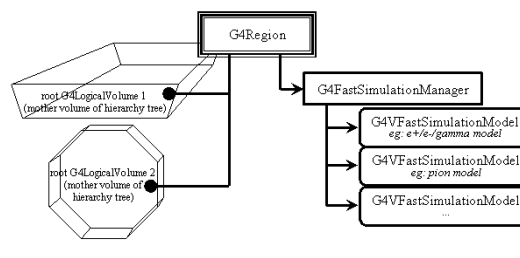 G4Region
root G4LogicalVolume 1
(mother volume of hierarchy tree)
G4FastSimulationManager
G4VFastSimulationModel
eg: e+/e-/gamma model
G4VFastSimulationModel
eg: pion model
G4VFastSimulationModel
...
root G4LogicalVolume 2
(mother volume of
hierarchy tree)